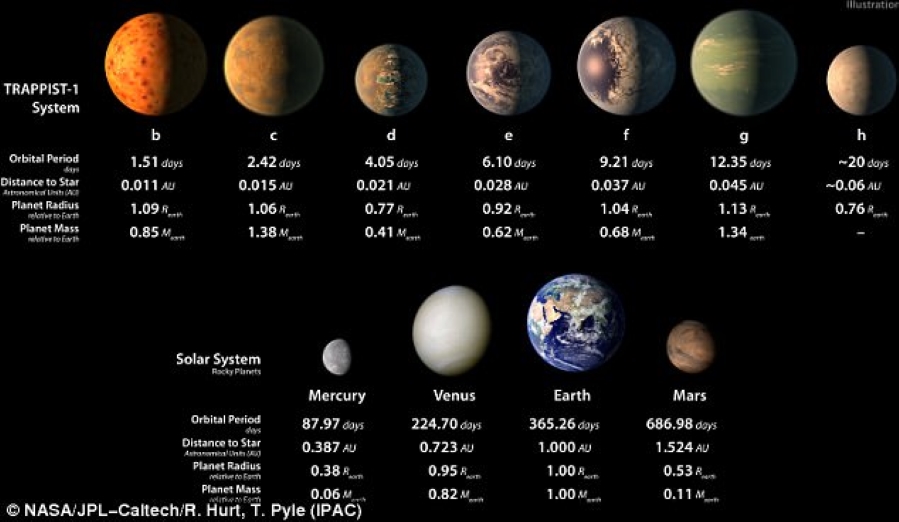 Illustration
TRAPPIST-1
System
b c d e f g h
Orbital Period 1.51 days 2.42 days 4.05 days 6.10 days 9.21 days 12.35 days ~20 days
days
Distance to Star 0.011 AU 0.015 AU 0.021 AU 0.028 AU 0.037 AU 0.045 AU ~0.06 AU
Astronomical Units (AU)
Planet Radius 1.09 Rearth 1.06 Rearth 0.77 Rearth 0.92 Rearth 1.04 Rearth 1.13 Rearth 0.76 Rearth
relative to Earth
Planet Mass 0.85 Mearth 1.38 Mearth 0.41 Mearth 0.62 Mearth 0.68 Mearth 1.34 Mearth –
relative to Earth
Solar System
Rocky Planets
Mercury Venus Earth Mars
Orbital Period 87.97 days 224.70 days 365.26 days 686.98 days
days
Distance to Star 0.387 AU 0.723 AU 1.000 AU 1.524 AU
Astronomical Units (AU)
Planet Radius 0.38 Rearth 0.95 Rearth 1.00 Rearth 0.53 Rearth
relative to Earth
Planet Mass 0.06 Mearth 0.82 Mearth 1.00 Mearth 0.11 Mearth
relative to Earth
© NASA/JPL-Caltech/R. Hurt, T. Pyle (IPAC)